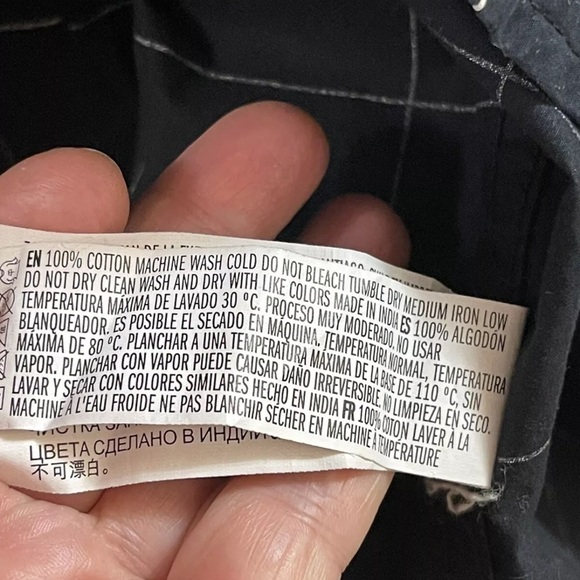 EN 100% COTTON MACHINE WASH COLD DO NOT BLEACH TUMBLE DRY MEDIUM IRON LOW
DO NOT DRY CLEAN WASH AND DRY WITH LIKE COLORS MADE IN INDIA ES 100% ALGODÓN
TEMPERATURA MÁXIMA DE LAVADO 30 ºC. PROCESO MUY MODERADO. NO USAR
BLANQUEADOR. ES POSIBLE EL SECADO EN MÁQUINA. TEMPERATURA NORMAL, TEMPERATURA
MÁXIMA DE 80 ºC. PLANCHAR A UNA TEMPERATURA MÁXIMA DE LA BASE DE 110 ºC. SIN
VAPOR. PLANCHAR CON VAPOR PUEDE CAUSAR DAÑO IRREVERSIBLE. NO LIMPIEZA EN SECO.
LAVAR Y SECAR CON COLORES SIMILARES HECHO EN INDIA FR 100% COTON LAVER À LA
MACHINE À L'EAU FROIDE NE PAS BLANCHIR SÉCHER EN MACHINE À TEMPÉRATURE
ЦВЕТА СДЕЛАНО В ИНДИИ
不可漂白。